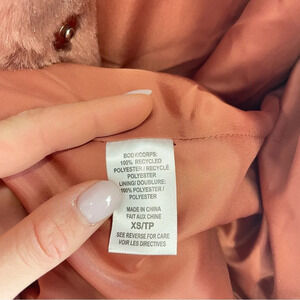 BODY/CORPS:
100% RECYCLED
POLYESTER / RECYCLÉ
POLYESTER
LINING/ DOUBLURE:
100% POLYESTER /
POLYESTER
MADE IN CHINA
FAIT AUX CHINE
XS/TP
SEE REVERSE FOR CARE
VOIR LES DIRECTIVES